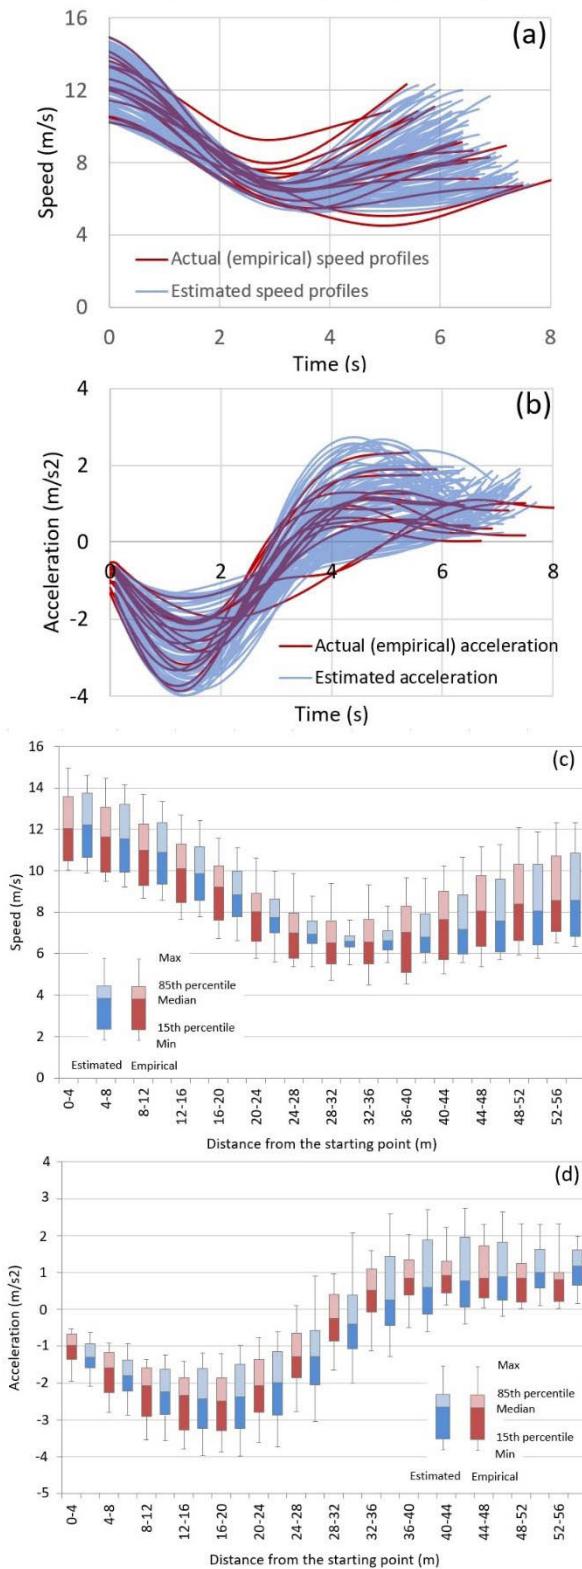 (a)
16
12
8
4
0
Speed (m/s)
Actual (empirical) speed profiles
Estimated speed profiles
0 2 4 6 8
Time (s)
(b)
4
2
0
-2
-4
Acceleration (m/s2)
0 2 4 6 8
Actual (empirical) acceleration
Estimated acceleration
Time (s)
(c)
16
14
12
10
8
6
4
2
0
Speed (m/s)
Max
85th percentile
Median
15th percentile
Min
Estimated Empirical
0-4 4-8 8-12 12-16 16-20 20-24 24-28 28-32 32-36 36-40 40-44 44-48 48-52 52-56
Distance from the starting point (m)
(d)
4
3
2
1
0
-1
-2
-3
-4
-5
Acceleration (m/s2)
Max
85th percentile
Median
15th percentile
Min
Estimated Empirical
0-4 4-8 8-12 12-16 16-20 20-24 24-28 28-32 32-36 36-40 40-44 44-48 48-52 52-56
Distance from the starting point (m)